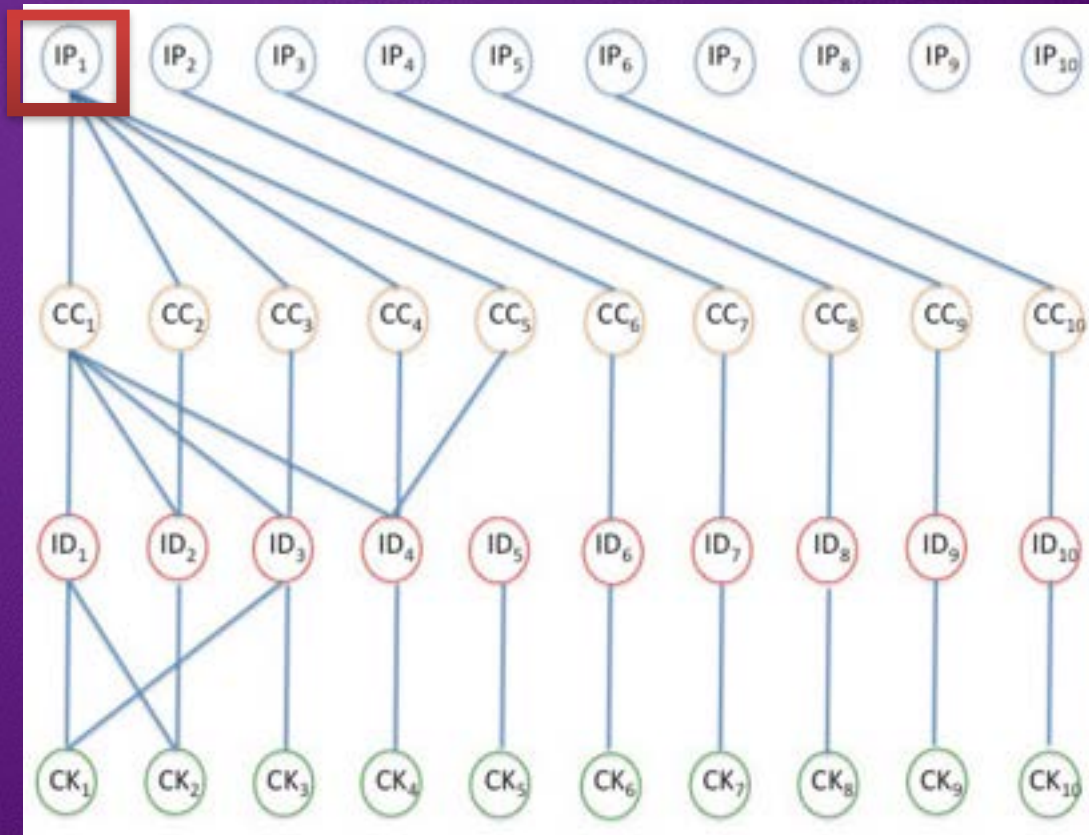 IP₁ IP₂ IP₃ IP₄ IP₅ IP₆ IP₇ IP₈ IP₉ IP₁₀
CC₁ CC₂ CC₃ CC₄ CC₅ CC₆ CC₇ CC₈ CC₉ CC₁₀
ID₁ ID₂ ID₃ ID₄ ID₅ ID₆ ID₇ ID₈ ID₉ ID₁₀
CK₁ CK₂ CK₃ CK₄ CK₅ CK₆ CK₇ CK₈ CK₉ CK₁₀